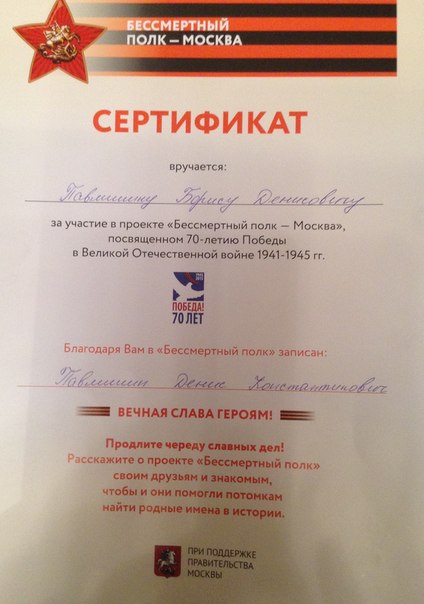 БЕССМЕРТНЫЙ
ПОЛК – МОСКВА
СЕРТИФИКАТ
вручается:
Павлишину Борису Денисовичу
за участие в проекте «Бессмертный полк — Москва»,
посвященном 70-летию Победы
в Великой Отечественной войне 1941-1945 гг.
1945
2015
ПОБЕДА!
70 ЛЕТ
Благодаря Вам в «Бессмертный полк» записан:
Павлишин Денис Константинович
ВЕЧНАЯ СЛАВА ГЕРОЯМ!
Продлите череду славных дел!
Расскажите о проекте «Бессмертный полк»
своим друзьям и знакомым,
чтобы и они помогли потомкам
найти родные имена в истории.
ПРИ ПОДДЕРЖКЕ
ПРАВИТЕЛЬСТВА
МОСКВЫ